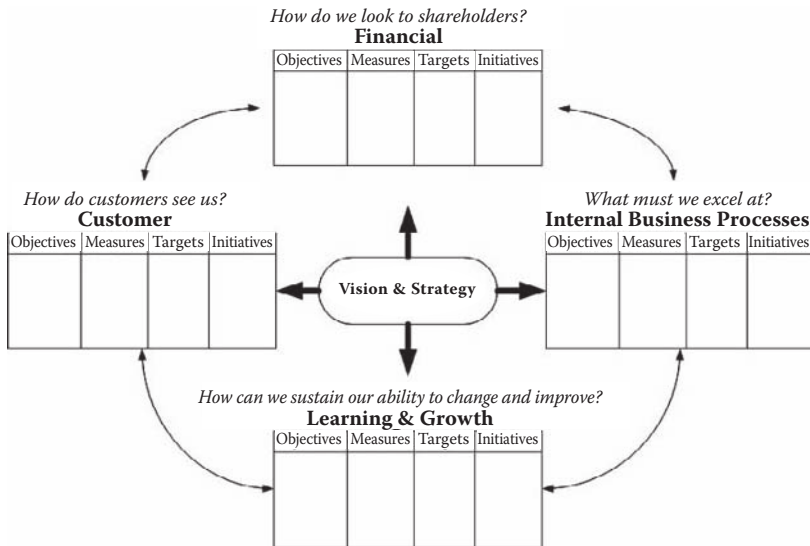 How do we look to shareholders?
Financial
Objectives Measures Targets Initiatives
How do customers see us?
Customer
Objectives Measures Targets Initiatives
What must we excel at?
Internal Business Processes
Objectives Measures Targets Initiatives
Vision & Strategy
How can we sustain our ability to change and improve?
Learning & Growth
Objectives Measures Targets Initiatives